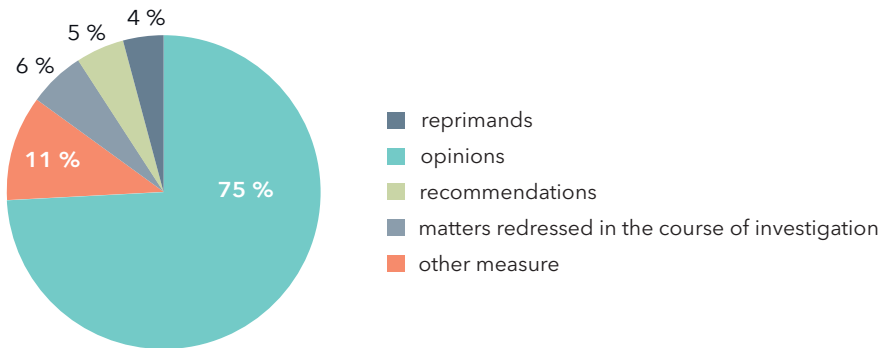 4 %
5 %
6 %
11 %
75 %
reprimands
opinions
recommendations
matters redressed in the course of investigation
other measure